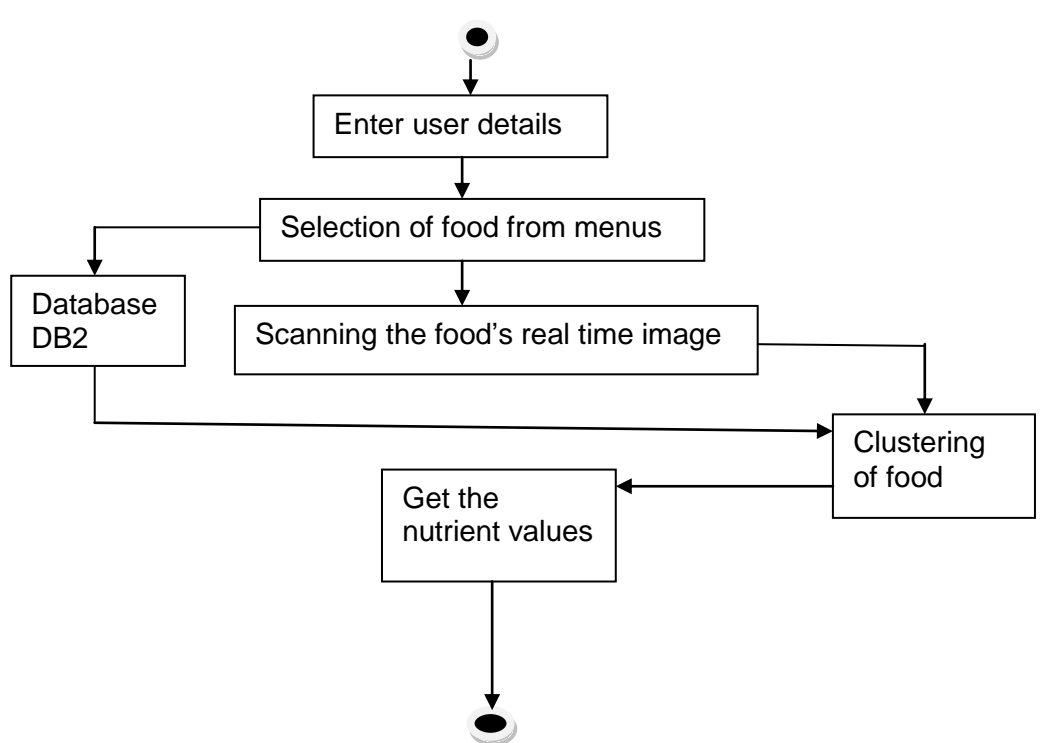 Enter user details
Selection of food from menus
Database
DB2
Scanning the food’s real time image
Clustering
of food
Get the
nutrient values